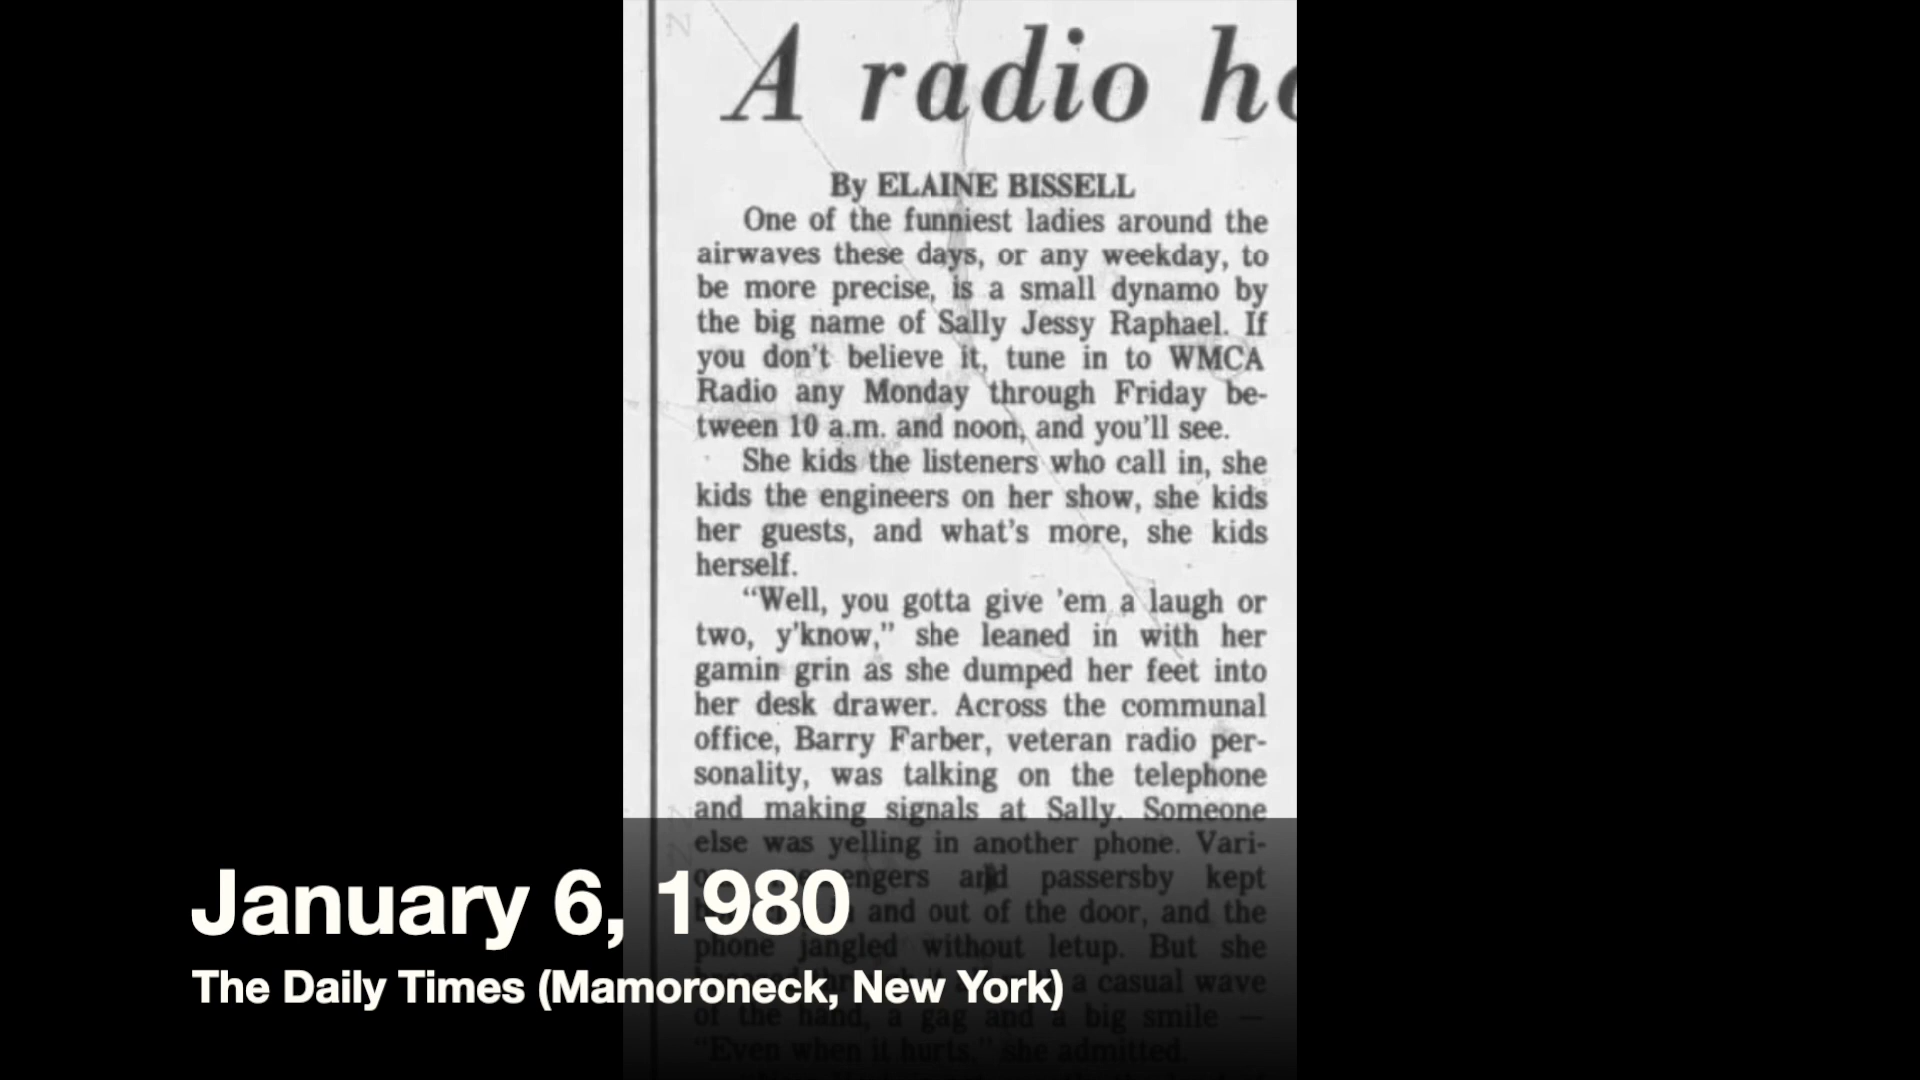 A radio
By ELAINE BISSELL
One of the funniest ladies around the
airwaves these days, or any weekday, to
be more precise, is a small dynamo by
the big name of Sally Jessy Raphael. If
you don't believe it, tune in to WMCA
Radio any Monday through Friday be-
tween 10 a.m. and noon, and you'll see.
She kids the listeners who call in, she
kids the engineers on her show, she kids
her guests, and what's more, she kids
herself.
"Well, you gotta give 'em a laugh or
two, y'know," she leaned in with her
gamin grin as she dumped her feet into
her desk drawer. Across the communal
office, Barry Farber, veteran radio per-
sonality, was talking on the telephone
and making signals at Sally. Someone
else was yelling in another phone. Vari-
and passersby kept
and out of the door, and the
phone jangled without letup. But she
a casual wave
of the hand, a gag and a big smile —
"Even when it hurts," she admitted.
January 6, 1980
The Daily Times (Mamoroneck, New York)